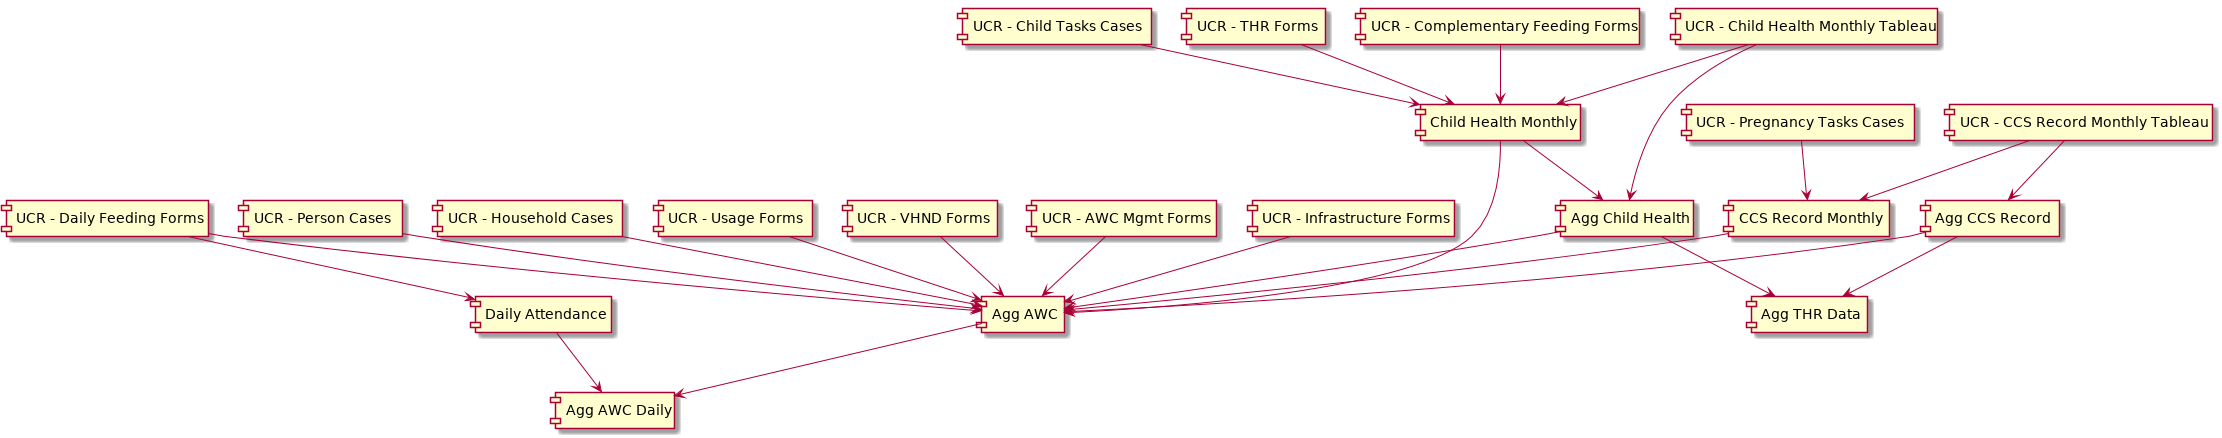 UCR - Child Tasks Cases
UCR - THR Forms
UCR - Complementary Feeding Forms
UCR - Child Health Monthly Tableau
Child Health Monthly
UCR - Pregnancy Tasks Cases
UCR - CCS Record Monthly Tableau
UCR - Daily Feeding Forms
UCR - Person Cases
UCR - Household Cases
UCR - Usage Forms
UCR - VHND Forms
UCR - AWC Mgmt Forms
UCR - Infrastructure Forms
Agg Child Health
CCS Record Monthly
Agg CCS Record
Daily Attendance
Agg AWC
Agg THR Data
Agg AWC Daily